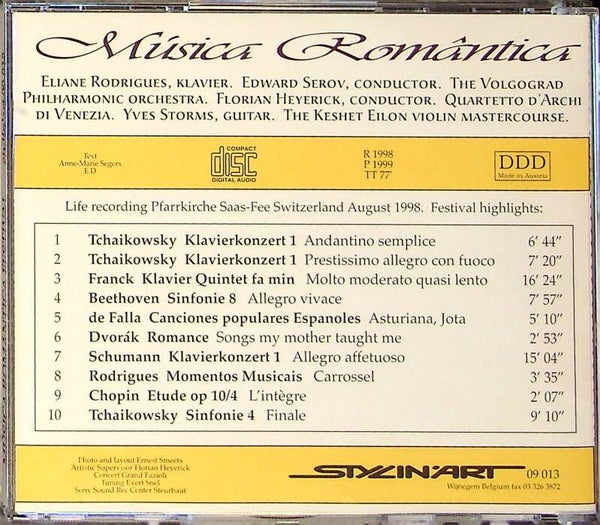 Música Romântica
ELIANE RODRIGUES, KLAVIER. EDWARD SEROV, CONDUCTOR. THE VOLGOGRAD
PHILHARMONIC ORCHESTRA. FLORIAN HEYERICK, CONDUCTOR. QUARTETTO D'ARCHI
DI VENEZIA. YVES STORMS, GUITAR. THE KESHET EILON VIOLIN MASTERCOURSE.
Text
Anne-Marie Segers
E D
COMPACT
disc
DIGITAL AUDIO
R 1998
P 1999
TT 77'
DDD
Made in Austria
Life recording Pfarrkirche Saas-Fee Switzerland August 1998. Festival highlights:
1 Tchaikowsky Klavierkonzert 1 Andantino semplice 6' 44"
2 Tchaikowsky Klavierkonzert 1 Prestissimo allegro con fuoco 7' 20"
3 Franck Klavier Quintet fa min Molto moderato quasi lento 16' 24"
4 Beethoven Sinfonie 8 Allegro vivace 7' 57"
5 de Falla Canciones populares Espanoles Asturiana, Jota 5' 10"
6 Dvorák Romance Songs my mother taught me 2' 53"
7 Schumann Klavierkonzert 1 Allegro affetuoso 15' 04"
8 Rodrigues Momentos Musicais Carrossel 3' 35"
9 Chopin Etude op 10/4 L'intègre 2' 07"
10 Tchaikowsky Sinfonie 4 Finale 9' 10"
Photo and layout Ernest Smeets
Artistic Supervisor Florian Heyerick
Concert Grand Fazioli
Tuning Evert Snel
Sony Sound Rec Center Steurbaut
STYLIN'ART 09 013
Wijnegem Belgium fax 03 326 3872